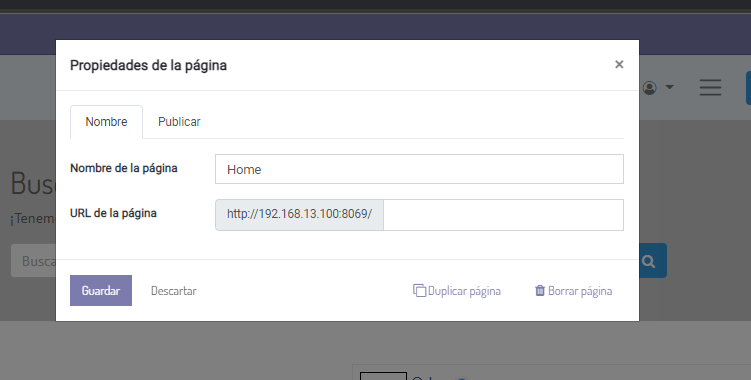 Propiedades de la página ×
Nombre Publicar
Nombre de la página Home
URL de la página http://192.168.13.100:8069/
Guardar Descartar Duplicar página Borrar página
Bus
¡Tenem
Busca